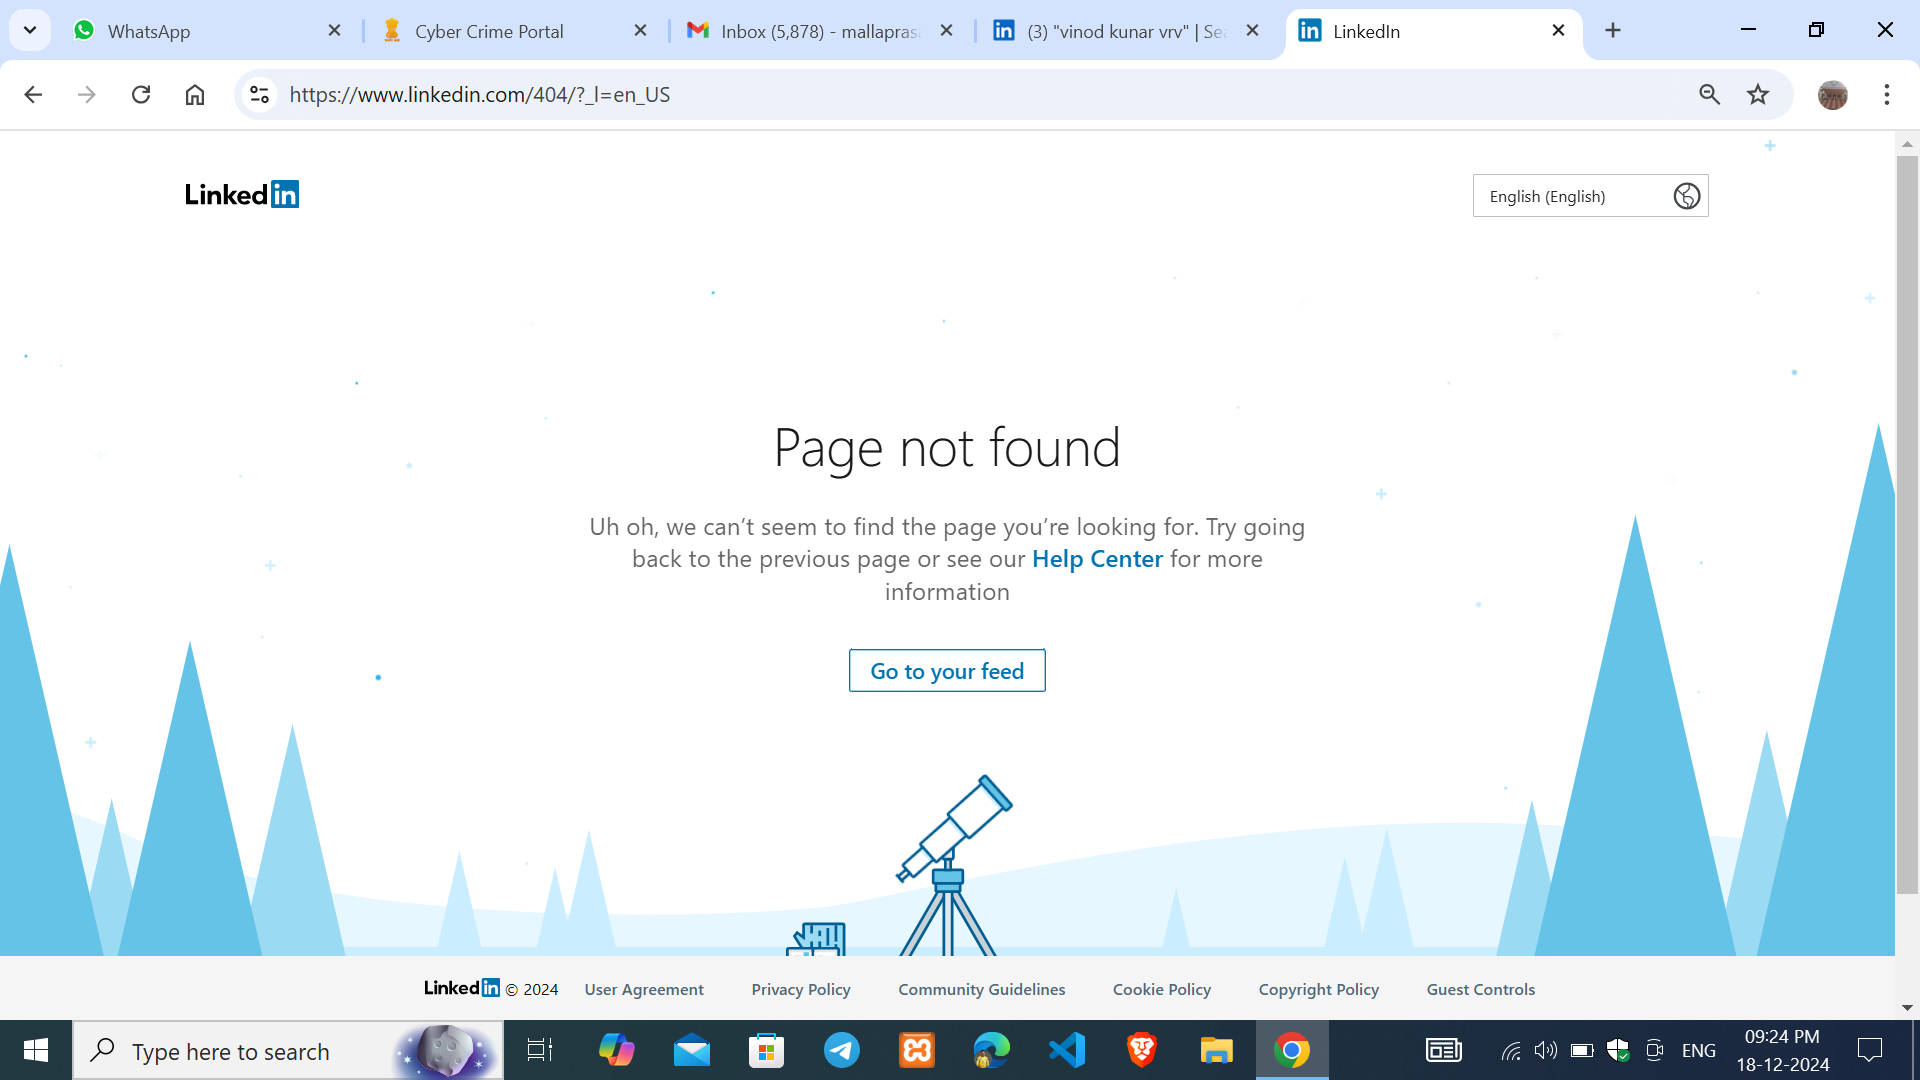 WhatsApp
Cyber Crime Portal
Inbox (5,878) - mallapras
(3) "vinod kunar vrv" | Sea
LinkedIn
https://www.linkedin.com/404/?_l=en_US
Linkedin
English (English)
Page not found
Uh oh, we can’t seem to find the page you’re looking for. Try going
back to the previous page or see our Help Center for more
information
Go to your feed
Linkedin © 2024 User Agreement Privacy Policy Community Guidelines Cookie Policy Copyright Policy Guest Controls
Type here to search
ENG
09:24 PM
18-12-2024